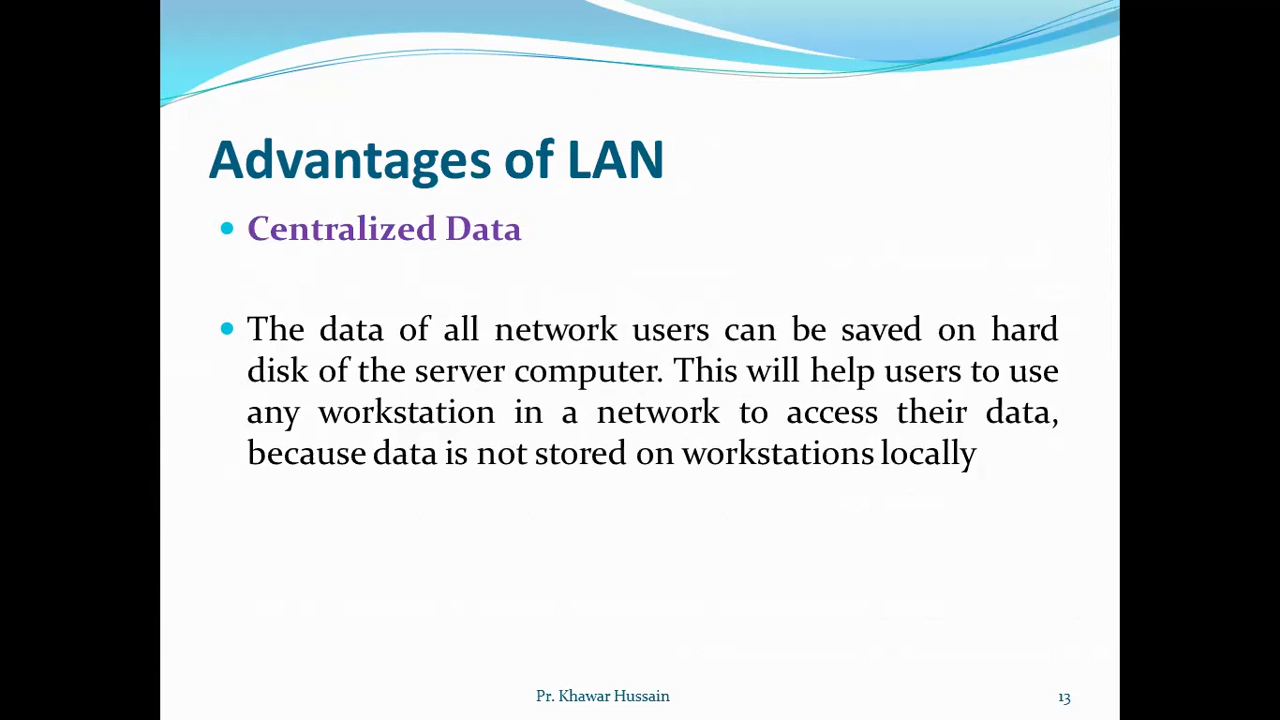 Advantages of LAN
• Centralized Data
• The data of all network users can be saved on hard
disk of the server computer. This will help users to use
any workstation in a network to access their data,
because data is not stored on workstations locally
Pr. Khawar Hussain
13